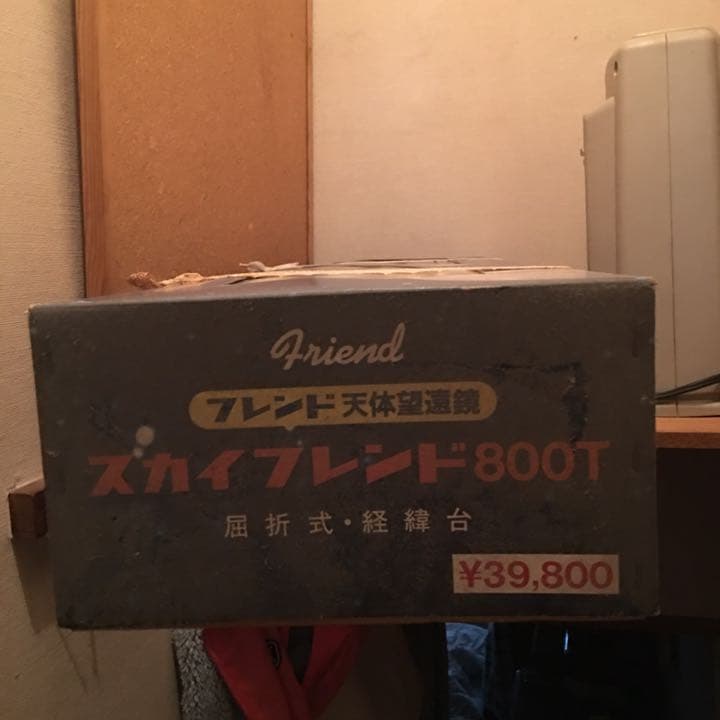 Friend
フレンド天体望遠鏡
スカイフレンド800T
屈折式・経緯台
¥39,800